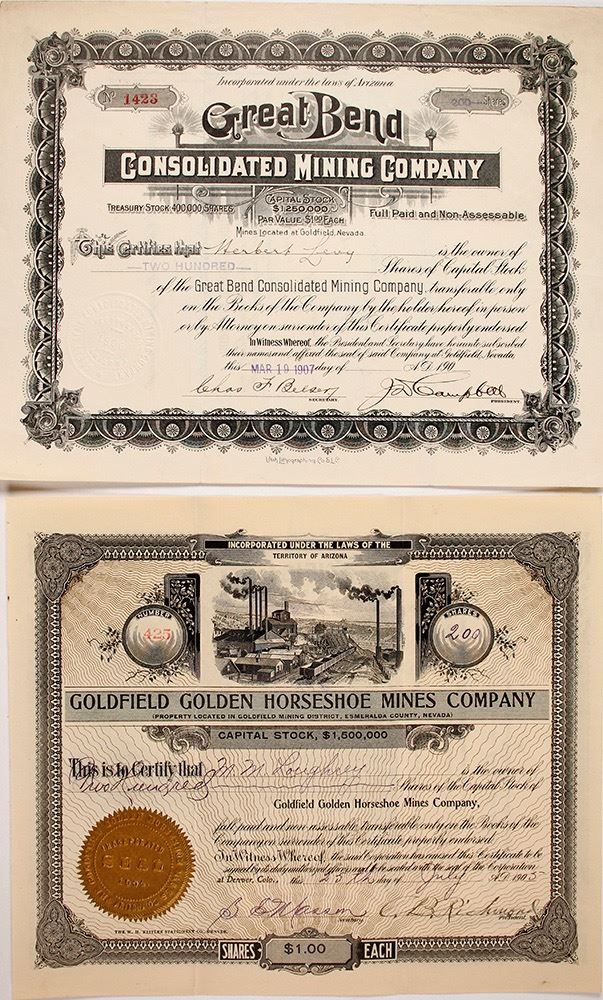 Incorporated under the laws of Arizona
No 1423
200 Shares
Great Bend
CONSOLIDATED MINING COMPANY
TREASURY STOCK 400,000 SHARES
CAPITAL STOCK
$1,250,000
PAR VALUE $1.00 EACH
Full Paid and Non-Assessable
Mines Located at Goldfield, Nevada.
This Certifies that Herbert Levy is the owner of
TWO HUNDRED Shares of Capital Stock
of the Great Bend Consolidated Mining Company, transferable only
on the Books of the Company by the holder hereof in person
or by Attorney on surrender of this Certificate properly endorsed
In Witness Whereof, the President and Secretary have hereunto subscribed
their names and affixed the seal of said Company at Goldfield, Nevada,
this MAR 19 1907 day of A.D. 190
Chas F J D Campbell
SECRETARY. PRESIDENT
INCORPORATED UNDER THE LAWS OF THE
TERRITORY OF ARIZONA
NUMBER
425
SHARES
200
GOLDFIELD GOLDEN HORSESHOE MINES COMPANY
(PROPERTY LOCATED IN GOLDFIELD MINING DISTRICT, ESMERALDA COUNTY, NEVADA)
CAPITAL STOCK, $1,500,000
This is to Certify that M. M. Loughrey is the owner of
Two Hundred Shares of the Capital Stock of
Goldfield Golden Horseshoe Mines Company,
full paid and non-assessable, transferable only on the Books of the
Company on surrender of this Certificate properly endorsed.
In Witness Whereof, the said Corporation has caused this Certificate to be
signed by its duly authorized officers and to be sealed with the seal of the Corporation
at Denver, Colo., this 25th day of July A.D. 1905
Secretary President
THE W. H. KISTLER STATIONERY CO., DENVER.
SHARES $1.00 EACH